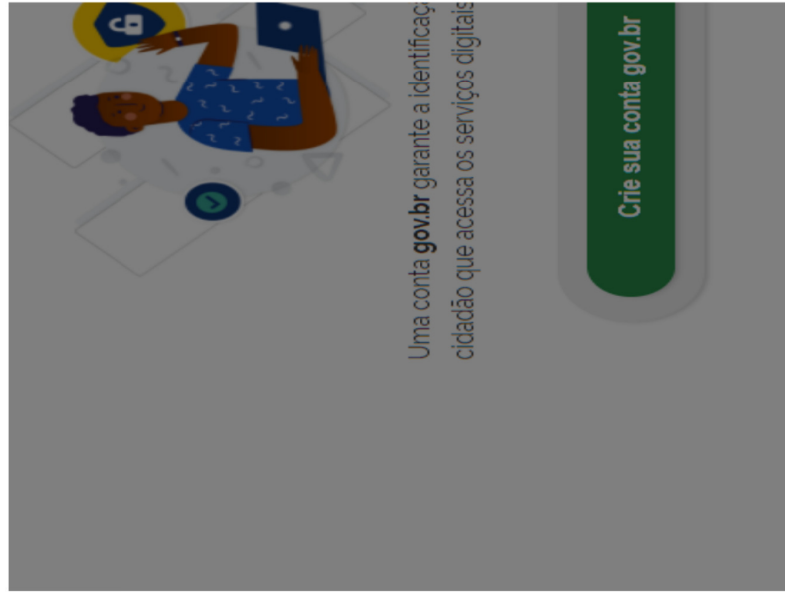 Uma conta gov.br garante a
cidadão que acessa os serviços digitais
Crie sua conta gov.br